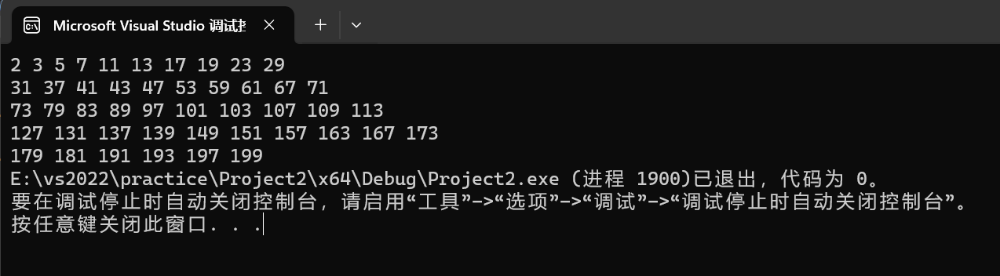 Microsoft Visual Studio 调试
2 3 5 7 11 13 17 19 23 29
31 37 41 43 47 53 59 61 67 71
73 79 83 89 97 101 103 107 109 113
127 131 137 139 149 151 157 163 167 173
179 181 191 193 197 199
E:\vs2022\practice\Project2\x64\Debug\Project2.exe (进程 1900)已退出，代码为 0。
要在调试停止时自动关闭控制台，请启用“工具”->“选项”->“调试”->“调试停止时自动关闭控制台”。
按任意键关闭此窗口. . .